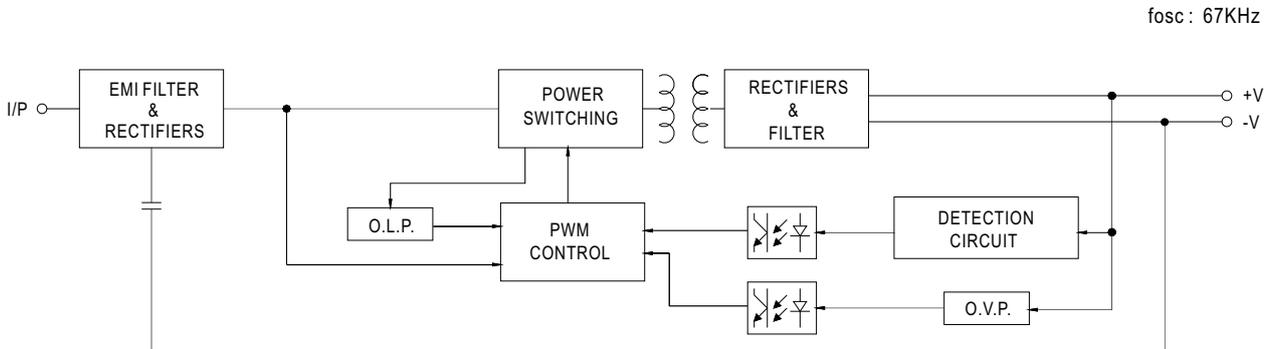 fosc : 67KHz
I/P
EMI FILTER
&
RECTIFIERS
POWER
SWITCHING
RECTIFIERS
&
FILTER
+V
-V
O.L.P.
PWM
CONTROL
DETECTION
CIRCUIT
O.V.P.